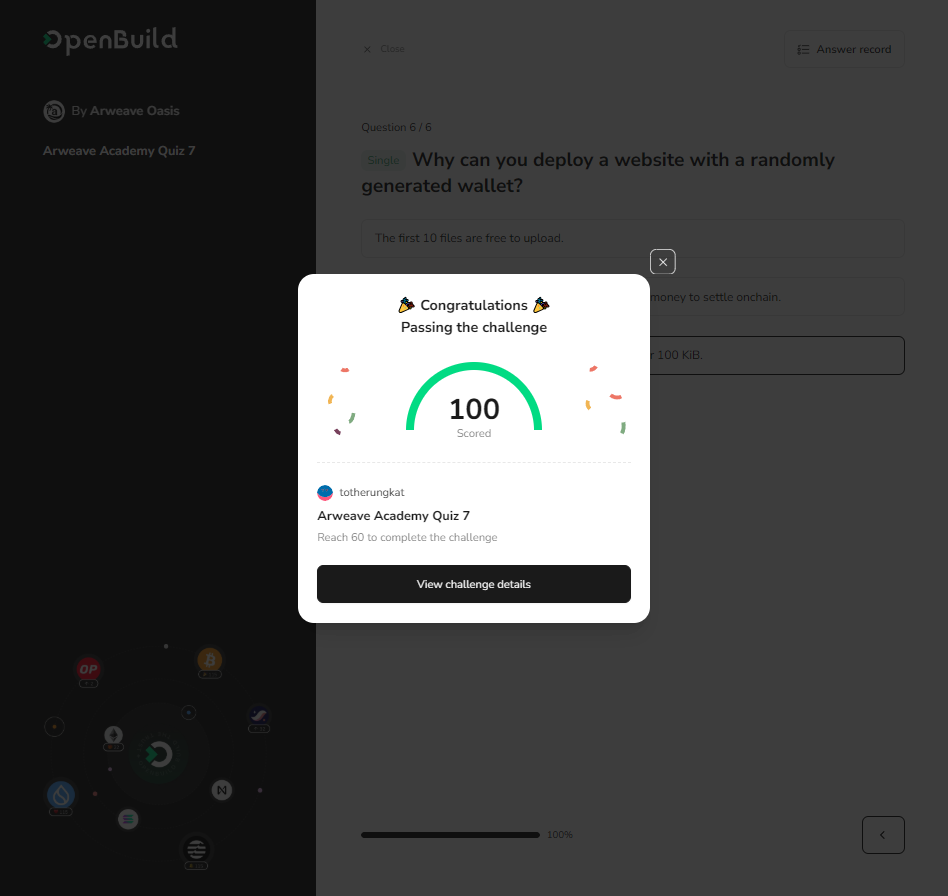 OpenBuild
By Arweave Oasis
Arweave Academy Quiz 7
Close
Answer record
Question 6 / 6
Single Why can you deploy a website with a randomly
generated wallet?
The first 10 files are free to upload.
money to settle onchain.
100 KiB.
Congratulations
Passing the challenge
100
Scored
totherungkat
Arweave Academy Quiz 7
Reach 60 to complete the challenge
View challenge details
OP
100%